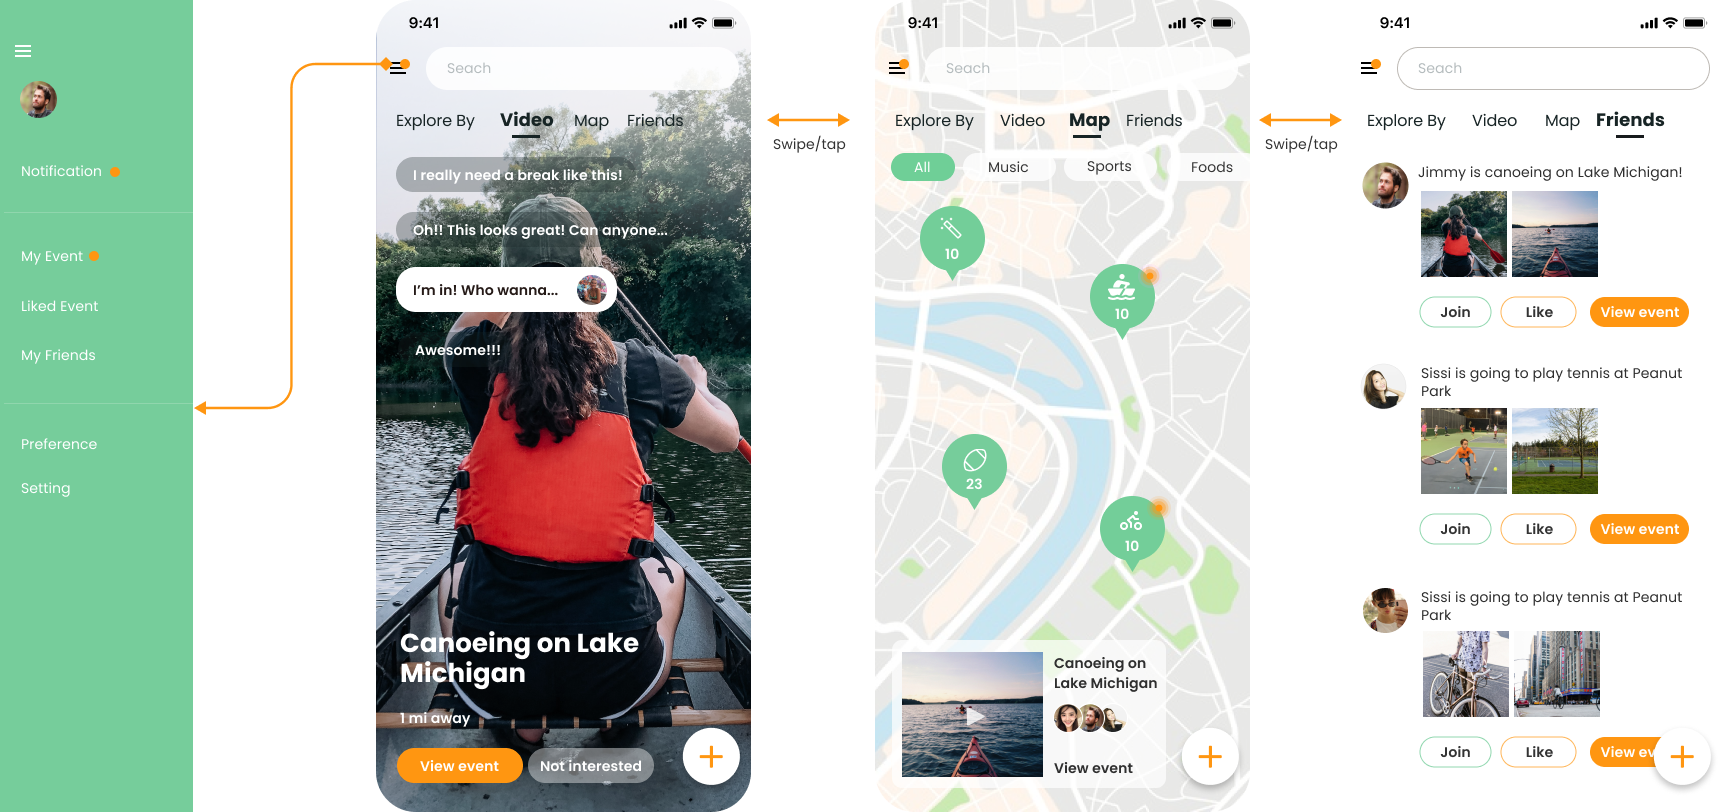 Notification
My Event
Liked Event
My Friends
Preference
Setting
9:41
Seach
Explore By Video Map Friends
I really need a break like this!
Oh!! This looks great! Can anyone...
I'm in! Who wanna...
Awesome!!!
Canoeing on Lake
Michigan
1 mi away
View event Not interested
Swipe/tap
9:41
Seach
Explore By Video Map Friends
All Music Sports Foods
10
10
23
10
Canoeing on
Lake Michigan
View event
Swipe/tap
9:41
Seach
Explore By Video Map Friends
Jimmy is canoeing on Lake Michigan!
Join Like View event
Sissi is going to play tennis at Peanut
Park
Join Like View event
Sissi is going to play tennis at Peanut
Park
Join Like View ev